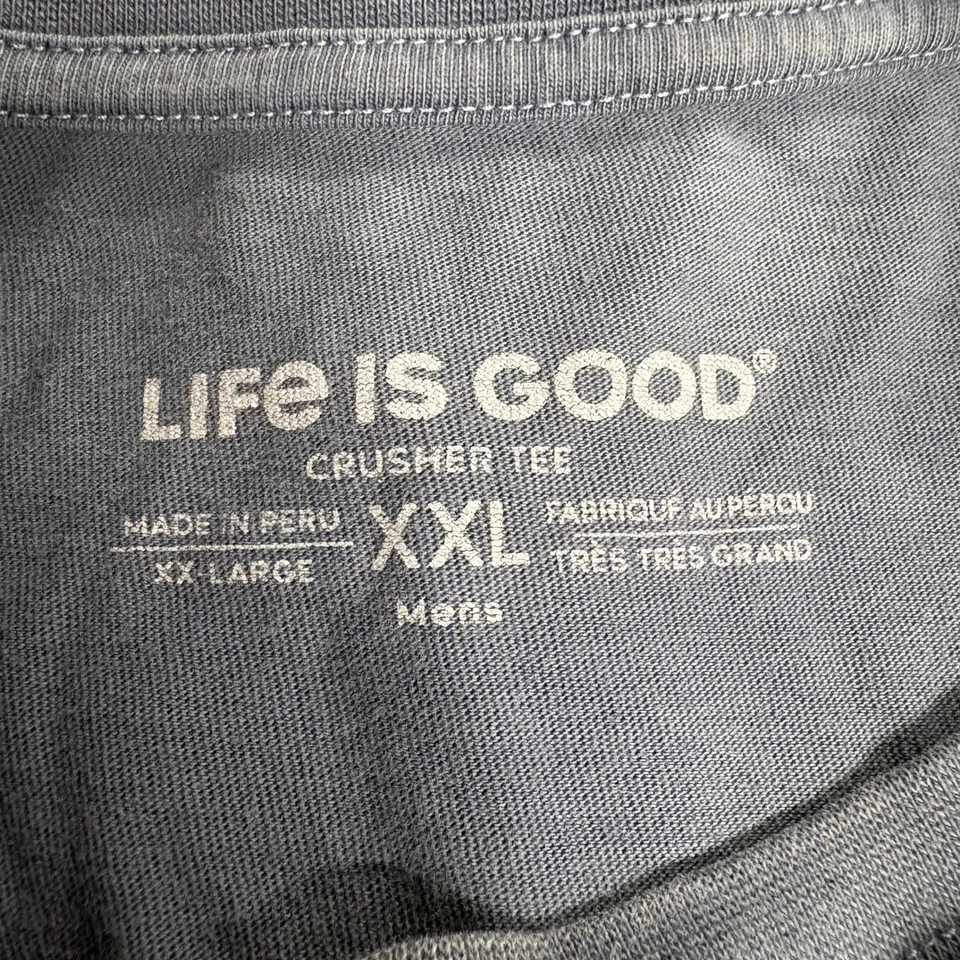 LIFe IS GOOD®
CRUSHER TEE
MADE IN PERU
XX-LARGE
XXL
FABRIQUÉ AU PEROU
TRÈS TRÈS GRAND
Mens